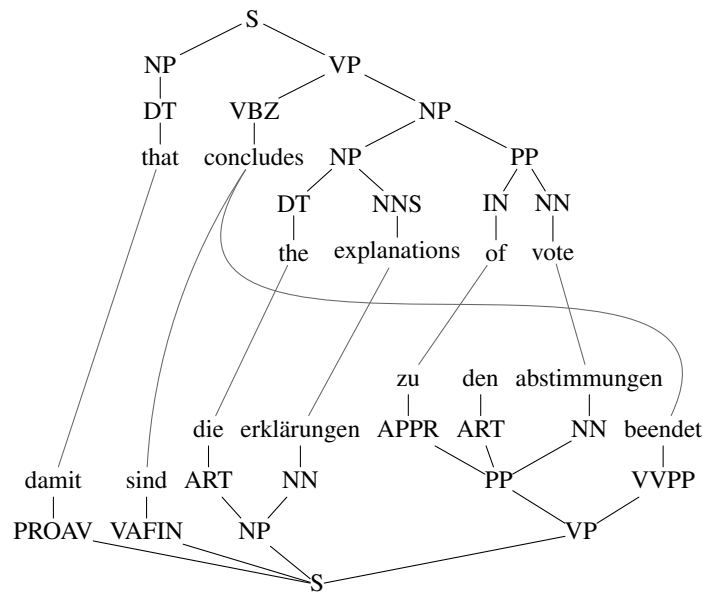 S
NP VP
DT VBZ NP
that concludes NP PP
DT NNS IN NN
the explanations of vote
zu den abstimmungen
die erklärungen APPR ART NN beendet
damit sind ART NN PP VVPP
PROAV VAFIN NP VP
S